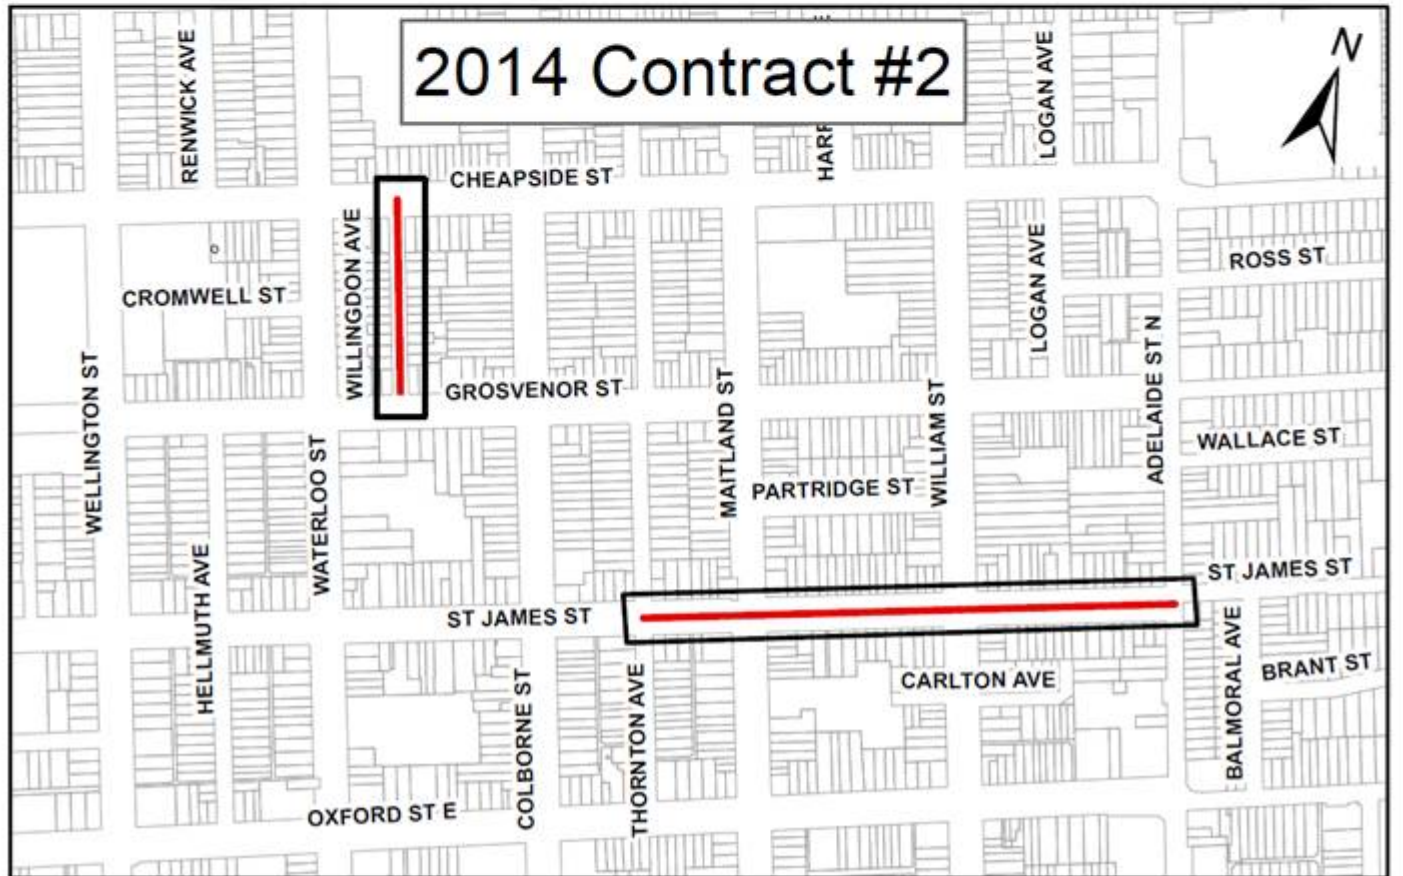 2014 Contract #2
N
RENWICK AVE
LOGAN AVE
CHEAPSIDE ST
WILLINGDON AVE
LOGAN AVE
ROSS ST
CROMWELL ST
GROSVENOR ST
WELLINGTON ST
MAITLAND ST
WILLIAM ST
ADELAIDE ST N
WALLACE ST
WATERLOO ST
PARTRIDGE ST
HELLMUTH AVE
ST JAMES ST
ST JAMES ST
COLBORNE ST
THORNTON AVE
CARLTON AVE
BALMORAL AVE
BRANT ST
OXFORD ST E